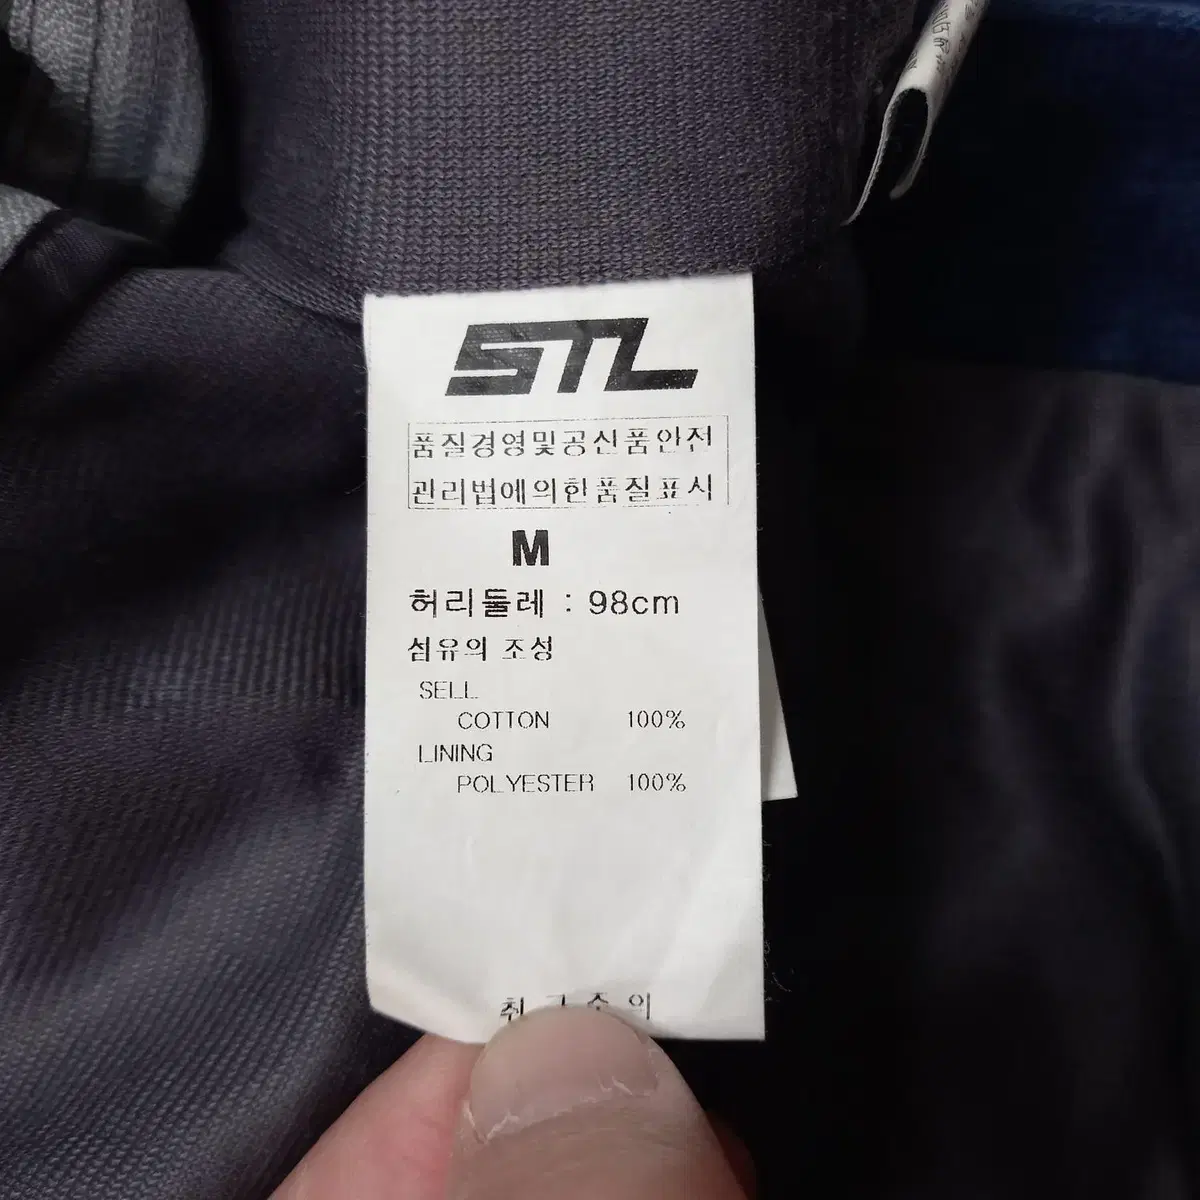 STL
품질경영및공산품안전
관리법에의한품질표시
M
허리둘레 : 98cm
섬유의 조성
SELL
COTTON 100%
LINING
POLYESTER 100%